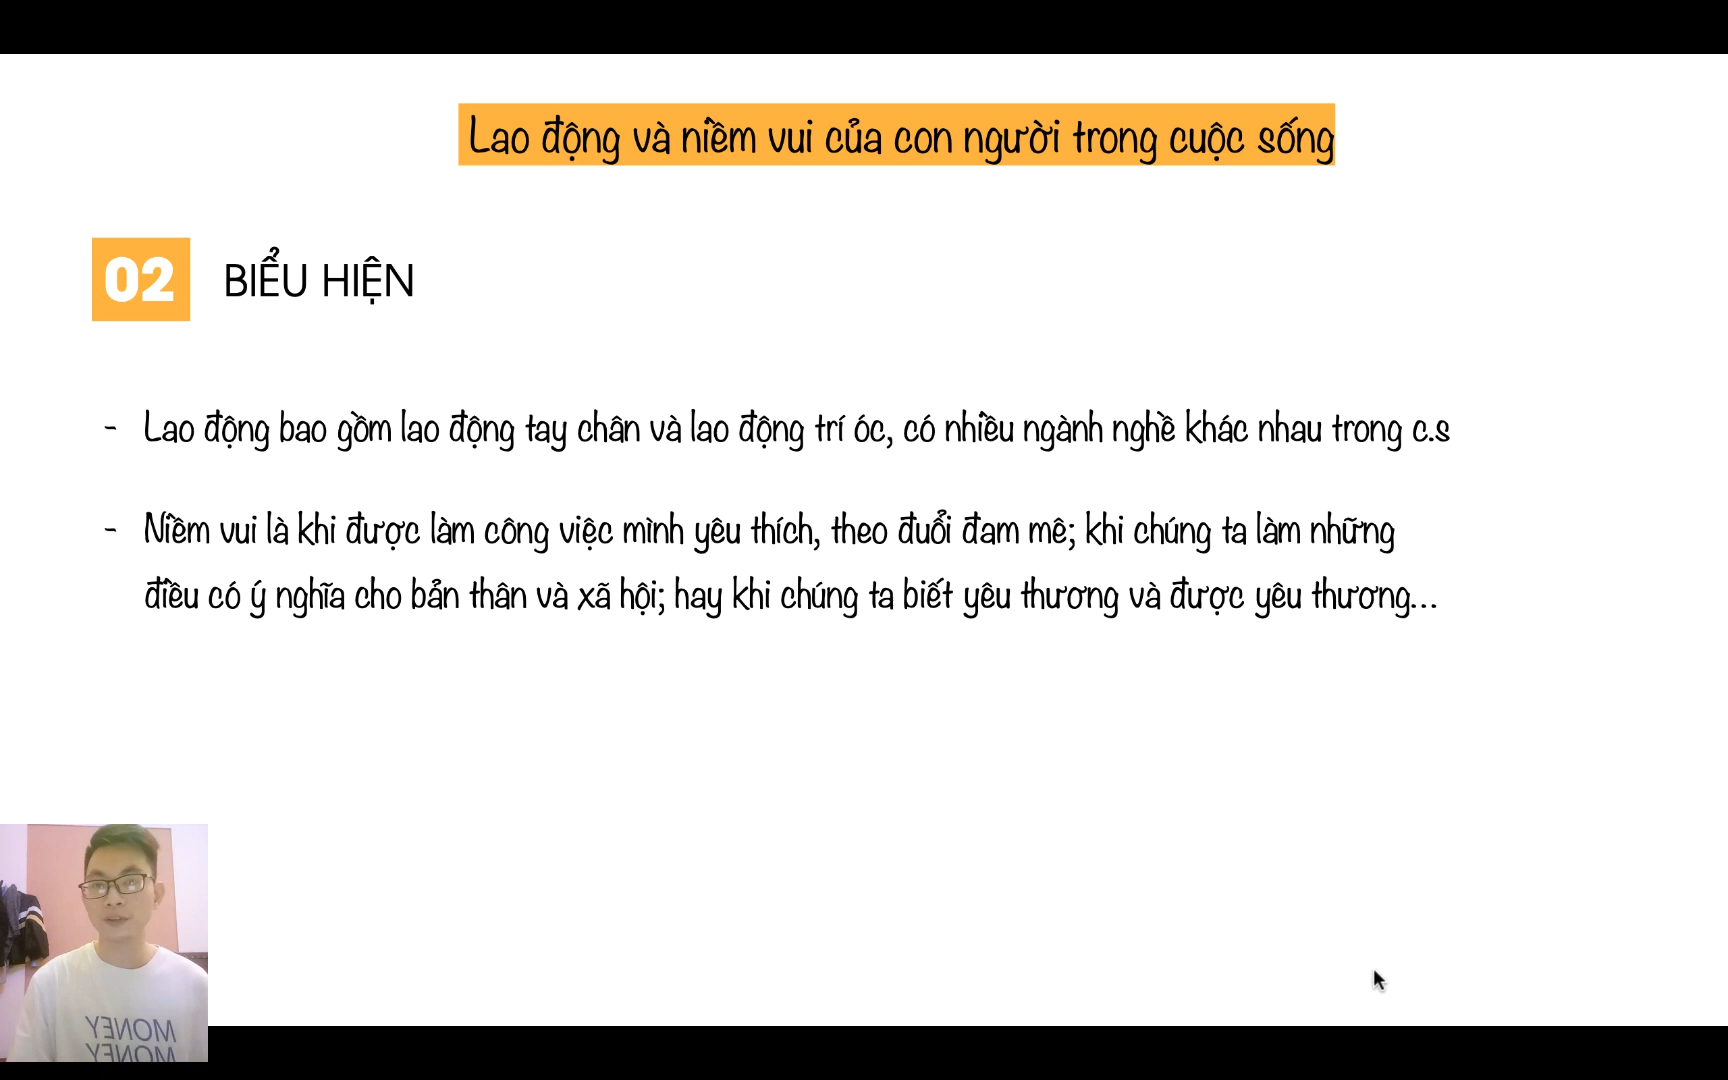 Lao động và niềm vui của con người trong cuộc sống
02 BIỂU HIỆN
- Lao động bao gồm lao động tay chân và lao động trí óc, có nhiều ngành nghề khác nhau trong c.s
- Niềm vui là khi được làm công việc mình yêu thích, theo đuổi đam mê; khi chúng ta làm những
điều có ý nghĩa cho bản thân và xã hội; hay khi chúng ta biết yêu thương và được yêu thương...
MONEY
MONEY